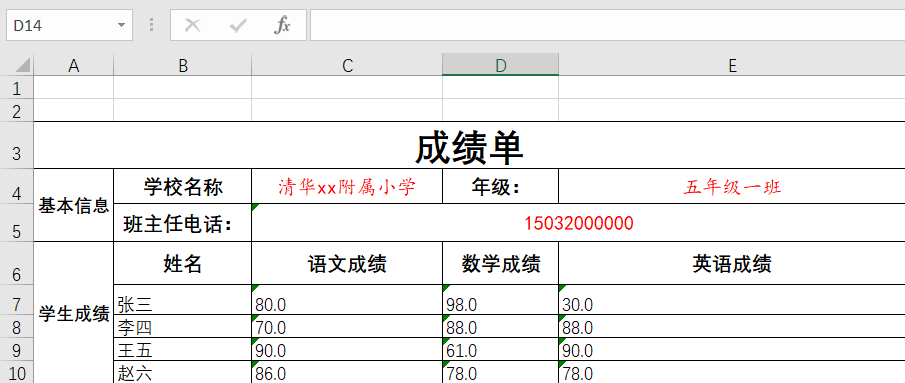 D14
fx
A B C D E
1
2
3 成绩单
4 基本信息 学校名称 清华xx附属小学 年级： 五年级一班
5 班主任电话： 15032000000
6 学生成绩 姓名 语文成绩 数学成绩 英语成绩
7 张三 80.0 98.0 30.0
8 李四 70.0 88.0 88.0
9 王五 90.0 61.0 90.0
10 赵六 86.0 78.0 78.0